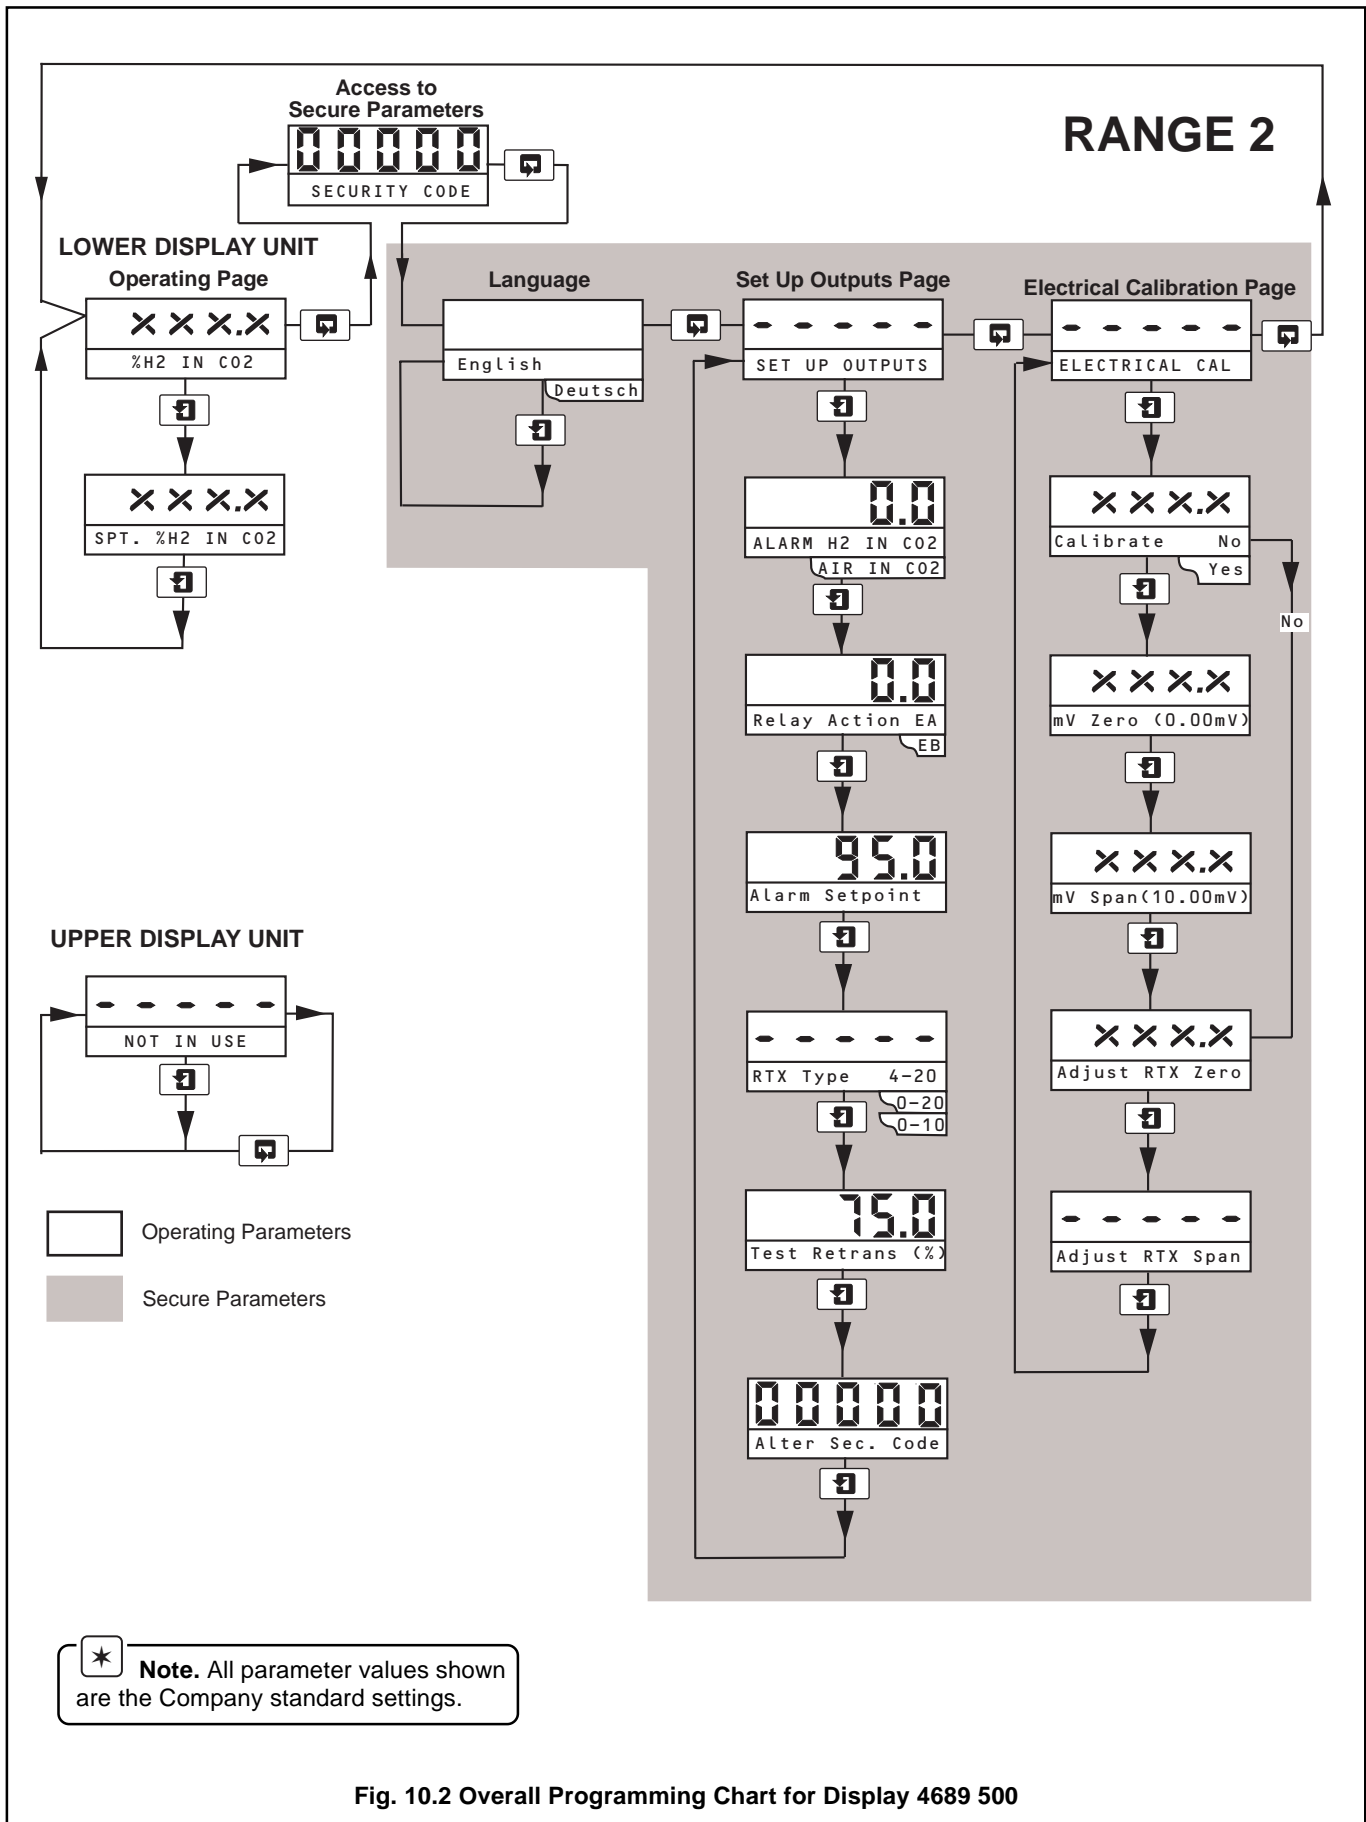 RANGE 2
Access to
Secure Parameters
00000
SECURITY CODE
LOWER DISPLAY UNIT
Operating Page
XXX.X
%H2 IN CO2
XXX.X
SPT. %H2 IN CO2
Language
English
Deutsch
Set Up Outputs Page
- - - - -
SET UP OUTPUTS
0.0
ALARM H2 IN CO2
AIR IN CO2
0.0
Relay Action EA
EB
95.0
Alarm Setpoint
- - - - -
RTX Type 4-20
0-20
0-10
75.0
Test Retrans (%)
00000
Alter Sec. Code
Electrical Calibration Page
- - - - -
ELECTRICAL CAL
XXX.X
Calibrate No
Yes
No
XXX.X
mV Zero (0.00mV)
XXX.X
mV Span(10.00mV)
XXX.X
Adjust RTX Zero
- - - - -
Adjust RTX Span
UPPER DISPLAY UNIT
- - - - -
NOT IN USE
Operating Parameters
Secure Parameters
Note. All parameter values shown
are the Company standard settings.
Fig. 10.2 Overall Programming Chart for Display 4689 500